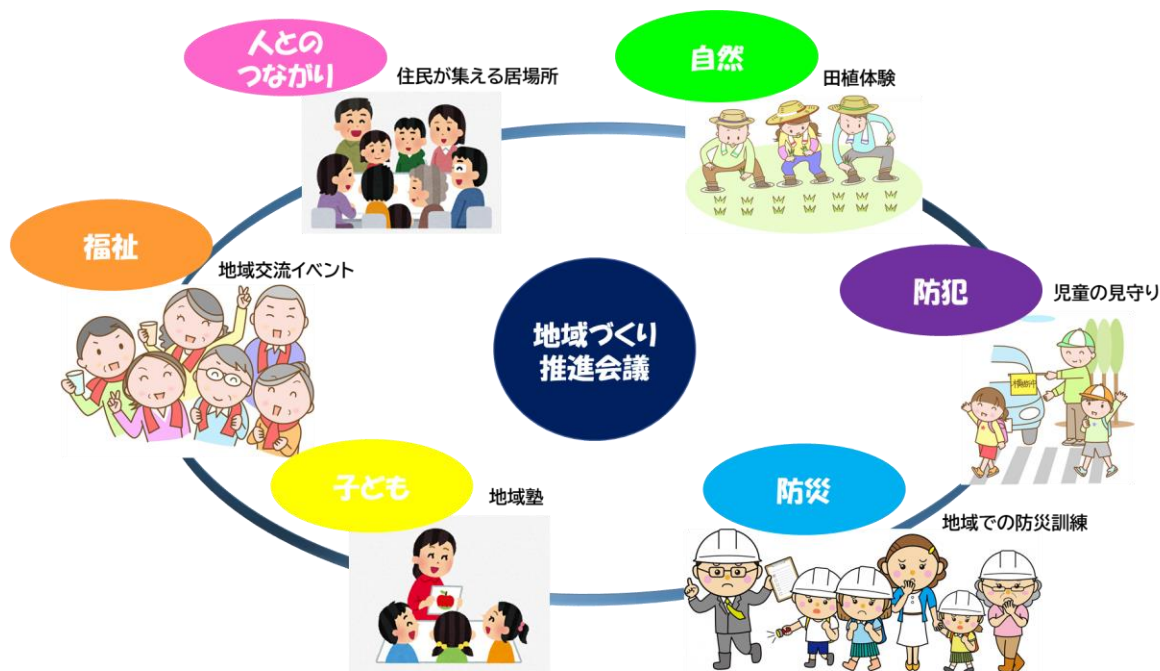 人との
つながり
住民が集える居場所
自然
田植体験
福祉
地域交流イベント
地域づくり
推進会議
防犯
児童の見守り
横断中
子ども
地域塾
防災
地域での防災訓練